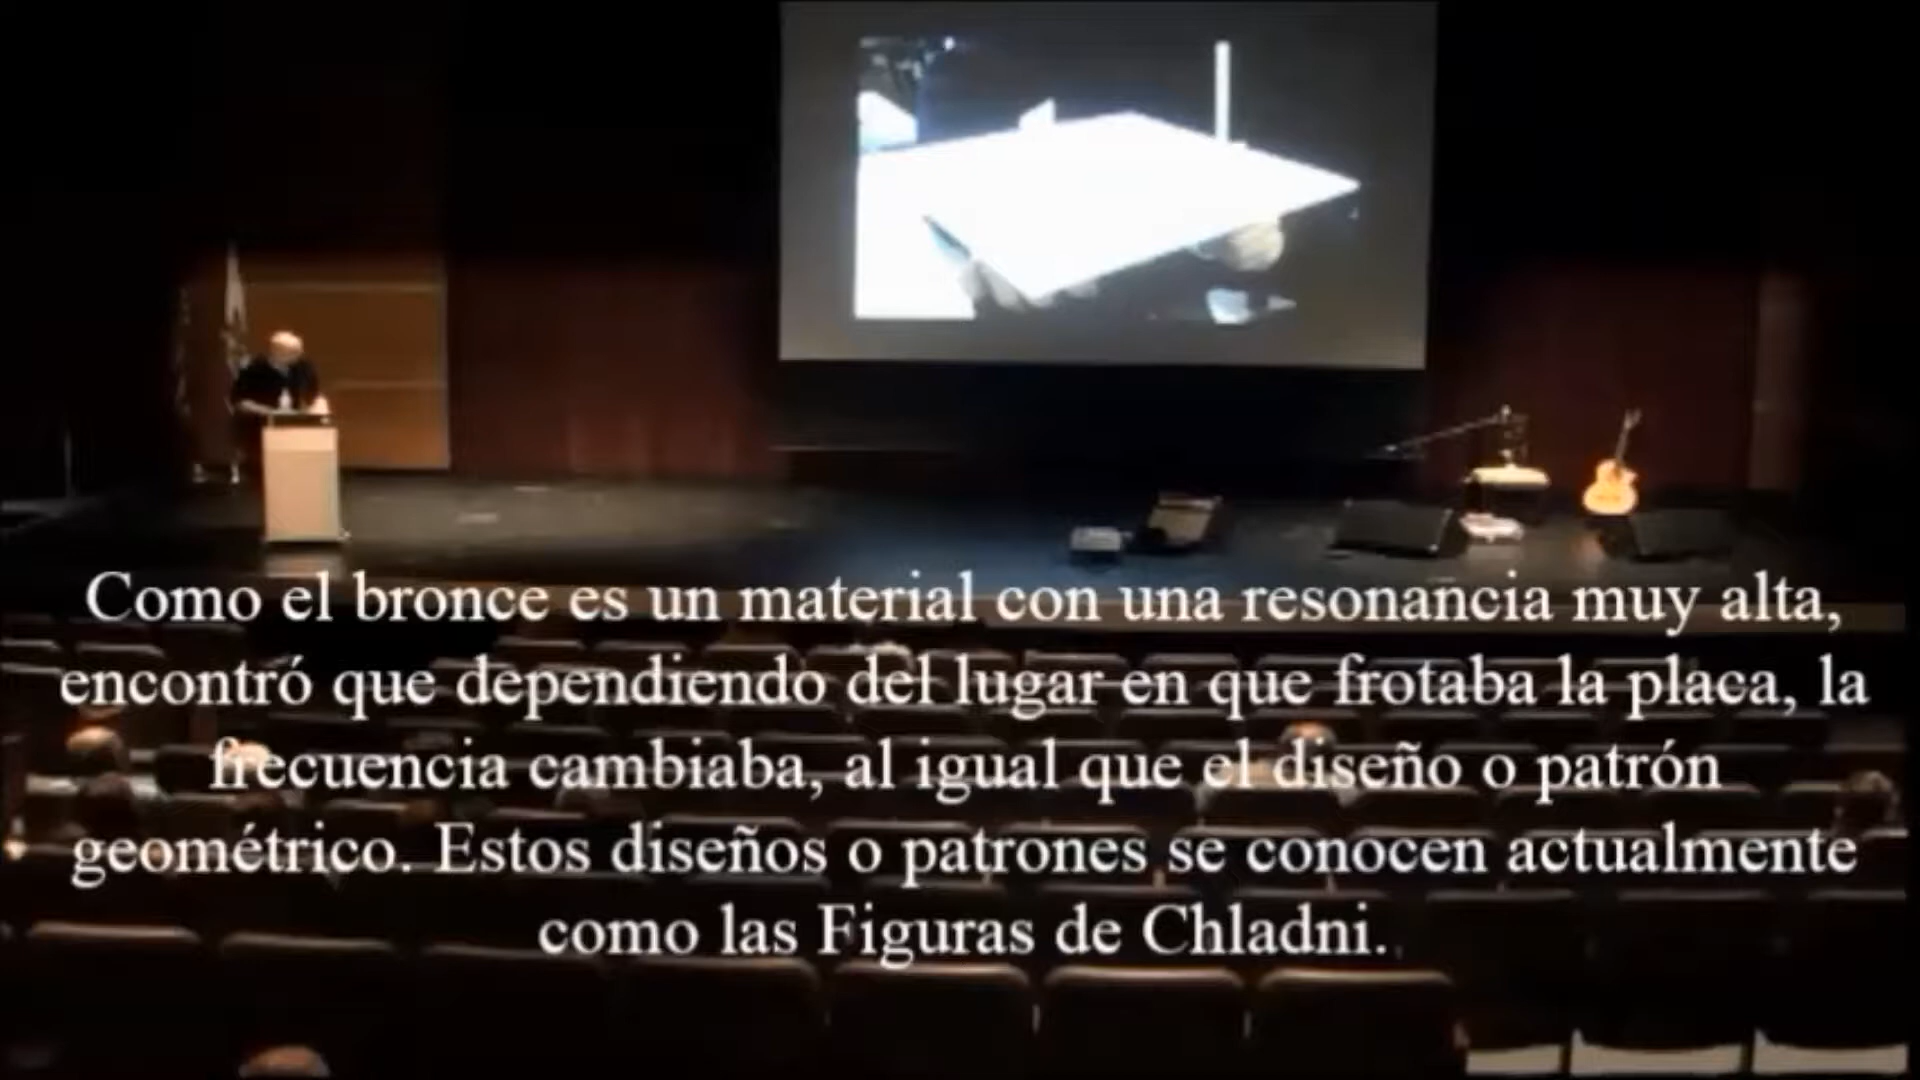 Como el bronce es un material con una resonancia muy alta,
encontró que dependiendo del lugar en que frotaba la placa, la
frecuencia cambiaba, al igual que el diseño o patrón
geométrico. Estos diseños o patrones se conocen actualmente
como las Figuras de Chladni.